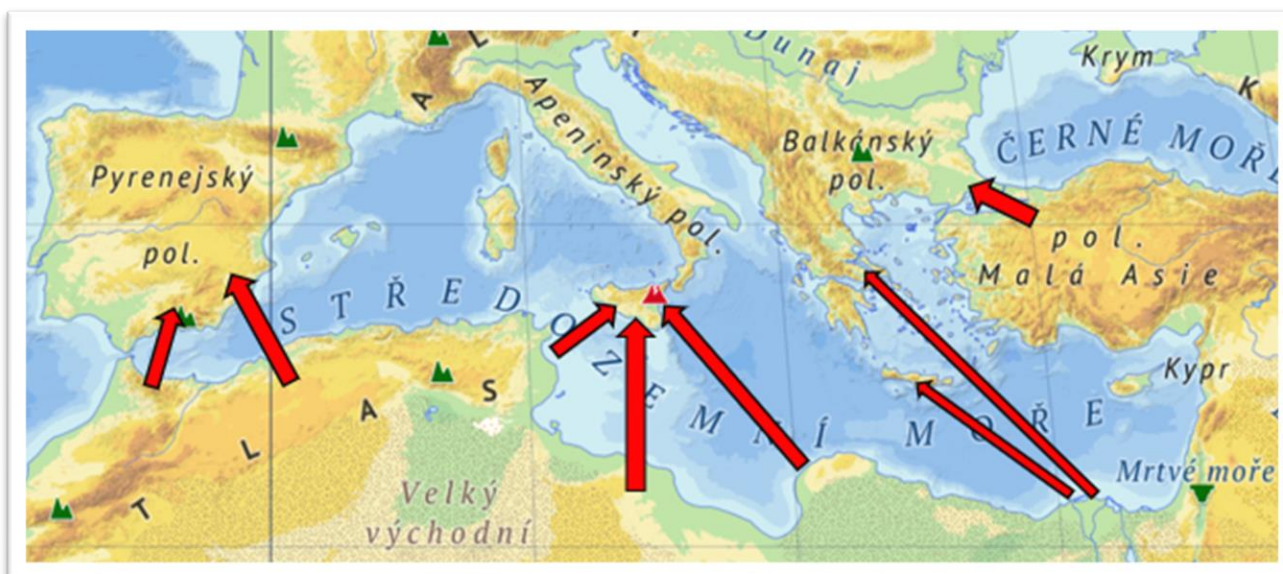 A L
Dunaj
Krym
K
Apeninský pol.
Balkánský
pol.
ČERNÉ MOŘE
Pyrenejský
pol.
pol.
Malá Asie
STŘEDOZEMNÍ MOŘE
Kypr
A T L A S
Mrtvé moře
Velký
východní